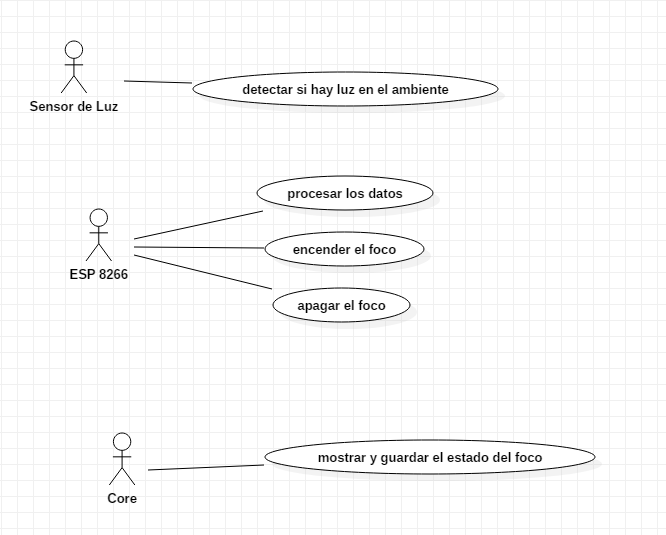 Sensor de Luz
detectar si hay luz en el ambiente
procesar los datos
ESP 8266
encender el foco
apagar el foco
Core
mostrar y guardar el estado del foco